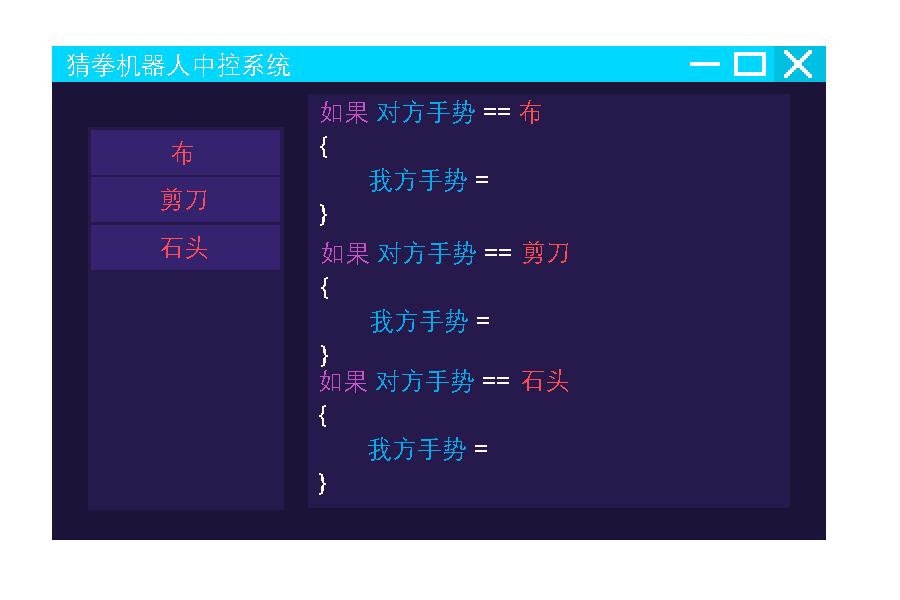 猜拳机器人中控系统
布
剪刀
石头
如果 对方手势 == 布
{
我方手势 =
}
如果 对方手势 == 剪刀
{
我方手势 =
}
如果 对方手势 == 石头
{
我方手势 =
}